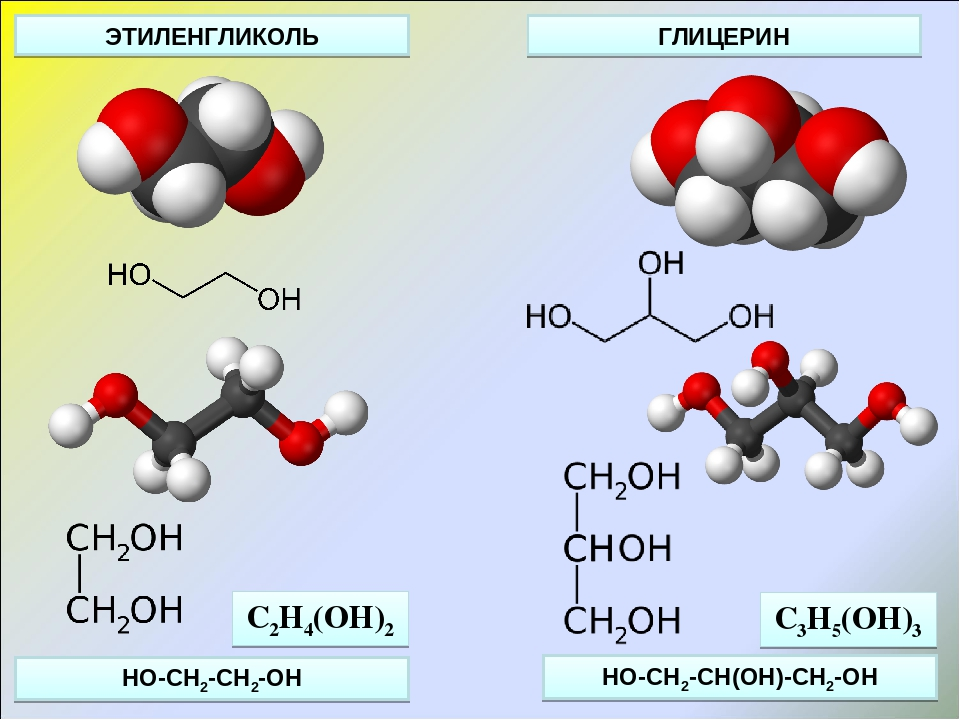 ЭТИЛЕНГЛИКОЛЬ
HO
OH
CH₂OH
CH₂OH
C₂H₄(OH)₂
HO-CH₂-CH₂-OH
ГЛИЦЕРИН
OH
HO
OH
CH₂OH
CHOH
CH₂OH
C₃H₅(OH)₃
HO-CH₂-CH(OH)-CH₂-OH